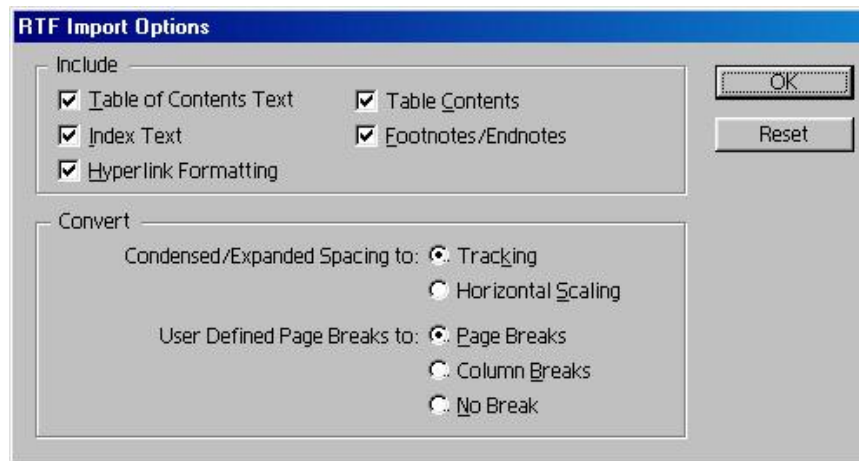 RTF Import Options
Include
Table of Contents Text
Table Contents
Index Text
Footnotes/Endnotes
Hyperlink Formatting
OK
Reset
Convert
Condensed/Expanded Spacing to: Tracking
Horizontal Scaling
User Defined Page Breaks to: Page Breaks
Column Breaks
No Break